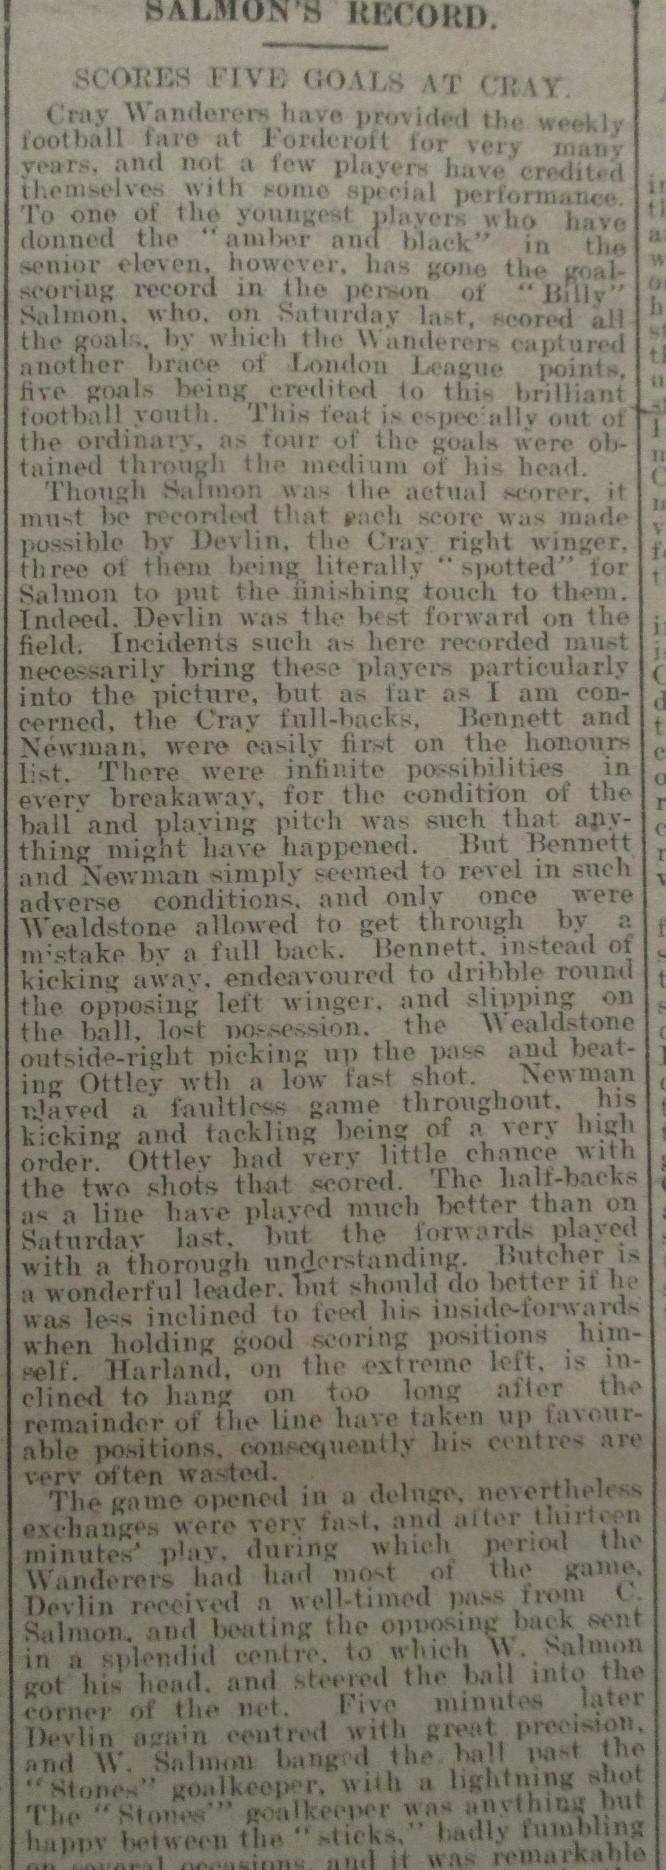 SALMON'S RECORD.
SCORES FIVE GOALS AT CRAY.
Cray Wanderers have provided the weekly
football fare at Fordcroft for very many
years, and not a few players have credited
themselves with some special performance.
To one of the youngest players who have
donned the "amber and black" in the
senior eleven, however, has gone the goal-
scoring record in the person of "Billy"
Salmon, who, on Saturday last, scored all
the goals, by which the Wanderers captured
another brace of London League points,
five goals being credited to this brilliant
football youth. This feat is especially out of
the ordinary, as four of the goals were ob-
tained through the medium of his head.
Though Salmon was the actual scorer, it
must be recorded that each score was made
possible by Devlin, the Cray right winger,
three of them being literally "spotted" for
Salmon to put the finishing touch to them.
Indeed, Devlin was the best forward on the
field. Incidents such as here recorded must
necessarily bring these players particularly
into the picture, but as far as I am con-
cerned, the Cray full-backs, Bennett and
Newman, were easily first on the honours
list. There were infinite possibilities in
every breakaway, for the condition of the
ball and playing pitch was such that any-
thing might have happened. But Bennett
and Newman simply seemed to revel in such
adverse conditions, and only once were
Wealdstone allowed to get through by a
mistake by a full back. Bennett, instead of
kicking away, endeavoured to dribble round
the opposing left winger, and slipping on
the ball, lost possession, the Wealdstone
outside-right picking up the pass and beat-
ing Ottley wth a low fast shot. Newman
played a faultless game throughout, his
kicking and tackling being of a very high
order. Ottley had very little chance with
the two shots that scored. The half-backs
as a line have played much better than on
Saturday last, but the forwards played
with a thorough understanding. Butcher is
a wonderful leader, but should do better if he
was less inclined to feed his inside-forwards
when holding good scoring positions him-
self. Harland, on the extreme left, is in-
clined to hang on too long after the
remainder of the line have taken up favour-
able positions, consequently his centres are
very often wasted.
The game opened in a deluge, nevertheless
exchanges were very fast, and after thirteen
minutes' play, during which period the
Wanderers had had most of the game,
Devlin received a well-timed pass from C.
Salmon, and beating the opposing back sent
in a splendid centre, to which W. Salmon
got his head, and steered the ball into the
corner of the net. Five minutes later
Devlin again centred with great precision,
and W. Salmon banged the ball past the
"Stones" goalkeeper, with a lightning shot
The "Stones'" goalkeeper was anything but
happy between the "sticks," badly fumbling
on several occasions, and it was remarkable